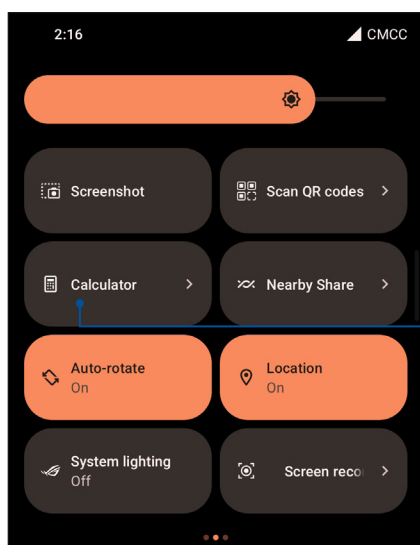 2:16
CMCC
Screenshot
Scan QR codes
Calculator
Nearby Share
Auto-rotate
On
Location
On
System lighting
Off
Screen reco